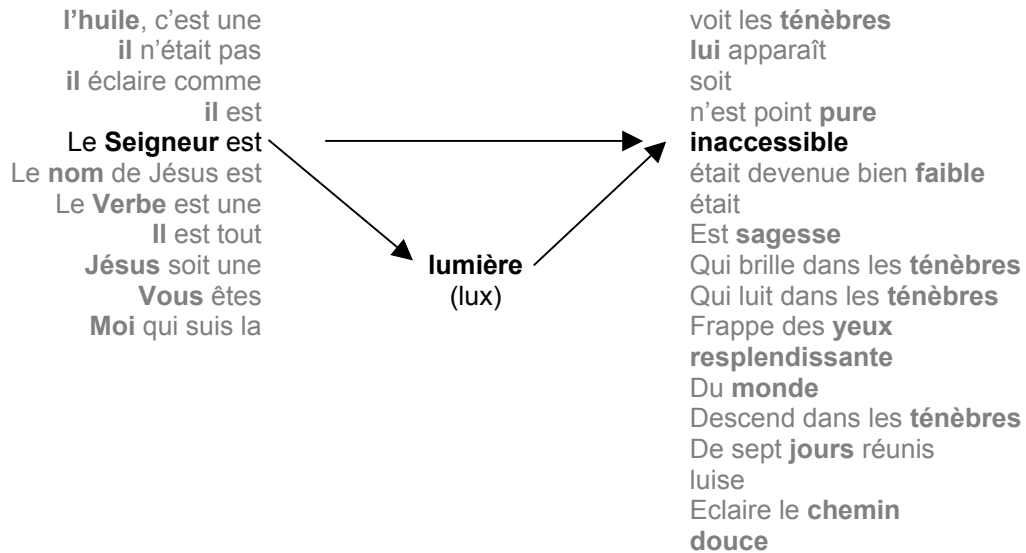 l’huile, c’est une
il n’était pas
il éclaire comme
il est
Le Seigneur est
Le nom de Jésus est
Le Verbe est une
Il est tout
Jésus soit une
Vous êtes
Moi qui suis la
lumière
(lux)
voit les ténèbres
lui apparaît
soit
n’est point pure
inaccessible
était devenue bien faible
était
Est sagesse
Qui brille dans les ténèbres
Qui luit dans les ténèbres
Frappe des yeux
resplendissante
Du monde
Descend dans les ténèbres
De sept jours réunis
luise
Eclaire le chemin
douce